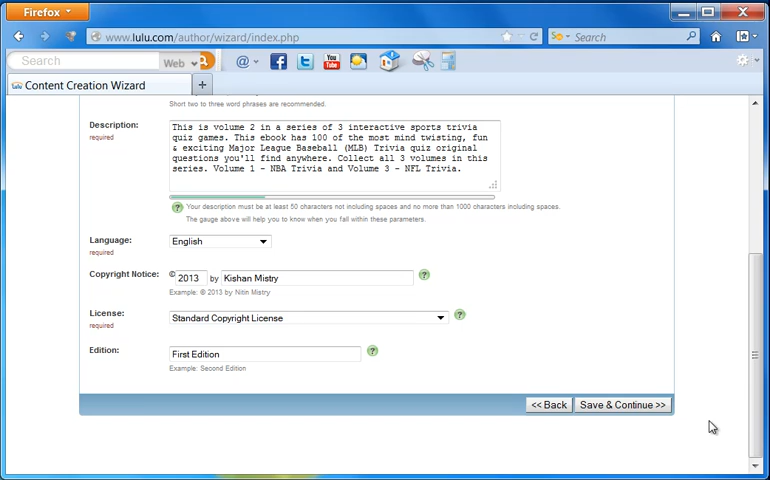 Firefox
www.lulu.com/author/wizard/index.php
Search
Search
Web
Content Creation Wizard
Short two to three word phrases are recommended.
Description:
required
This is volume 2 in a series of 3 interactive sports trivia
quiz games. This ebook has 100 of the most mind twisting, fun
& exciting Major League Baseball (MLB) Trivia quiz original
questions you'll find anywhere. Collect all 3 volumes in this
series. Volume 1 - NBA Trivia and Volume 3 - NFL Trivia.
Your description must be at least 50 characters not including spaces and no more than 1000 characters including spaces.
The gauge above will help you to know when you fall within these parameters.
Language:
required
English
Copyright Notice:
© 2013 by Kishan Mistry
Example: © 2013 by Nitin Mistry
License:
required
Standard Copyright License
Edition:
First Edition
Example: Second Edition
<< Back
Save & Continue >>